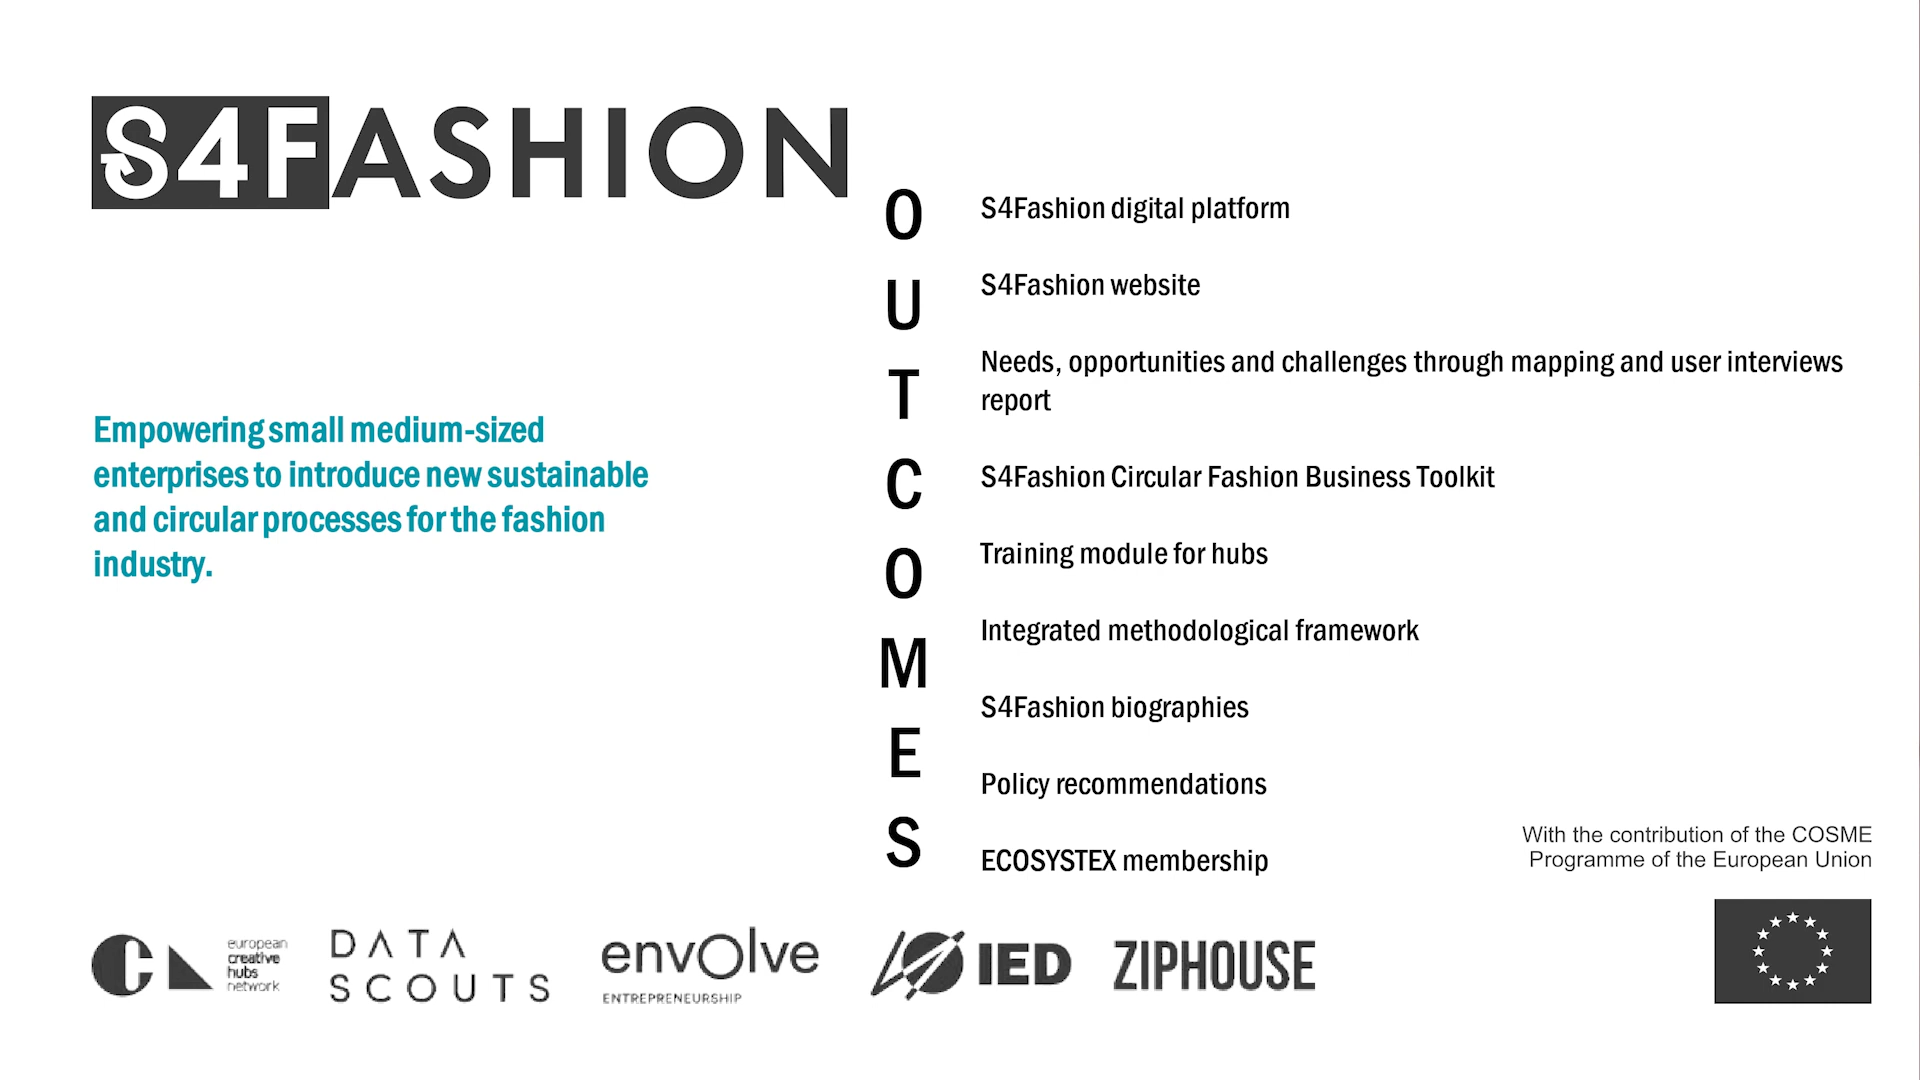 S4FASHION
Empowering small medium-sized
enterprises to introduce new sustainable
and circular processes for the fashion
industry.
OUTCOMES
S4Fashion digital platform
S4Fashion website
Needs, opportunities and challenges through mapping and user interviews
report
S4Fashion Circular Fashion Business Toolkit
Training module for hubs
Integrated methodological framework
S4Fashion biographies
Policy recommendations
ECOSYSTEX membership
With the contribution of the COSME
Programme of the European Union
european
creative
hubs
network
DATA
SCOUTS
envolve
ENTREPRENEURSHIP
IED
ZIPHOUSE